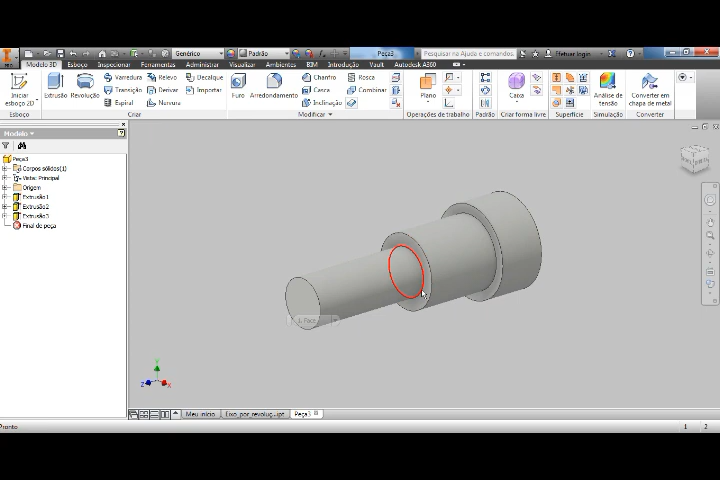 Genérico
Padrão
Peça3
Pesquisar na Ajuda e comandos.
Efetuar login
Modelo 3D Esboço Inspecionar Ferramentas Administrar Visualizar Ambientes BIM Introdução Vault Autodesk A360
Iniciar esboço 2D
Extrusão
Revolução
Varredura Relevo Decalque
Transição Derivar Importar
Espiral Nervura
Furo
Arredondamento
Chanfro Rosca
Casca Combinar
Inclinação
Plano
Caixa
Análise de tensão
Converter em chapa de metal
Esboço Criar Modificar Operações de trabalho Padrão Criar forma livre Superfície Simulação Converter
Modelo
Peça3
Corpos sólidos(1)
Vista: Principal
Origem
Extrusão1
Extrusão2
Extrusão3
Final de peça
1. Face
Y
Z X
Meu início Eixo_por_revoluç...ipt Peça3
Pronto 1 2